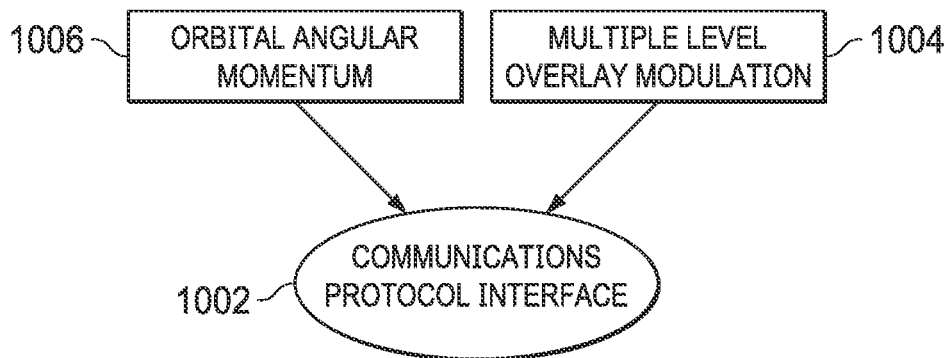 1006
ORBITAL ANGULAR
MOMENTUM
MULTIPLE LEVEL
OVERLAY MODULATION
1004
COMMUNICATIONS
PROTOCOL INTERFACE
1002